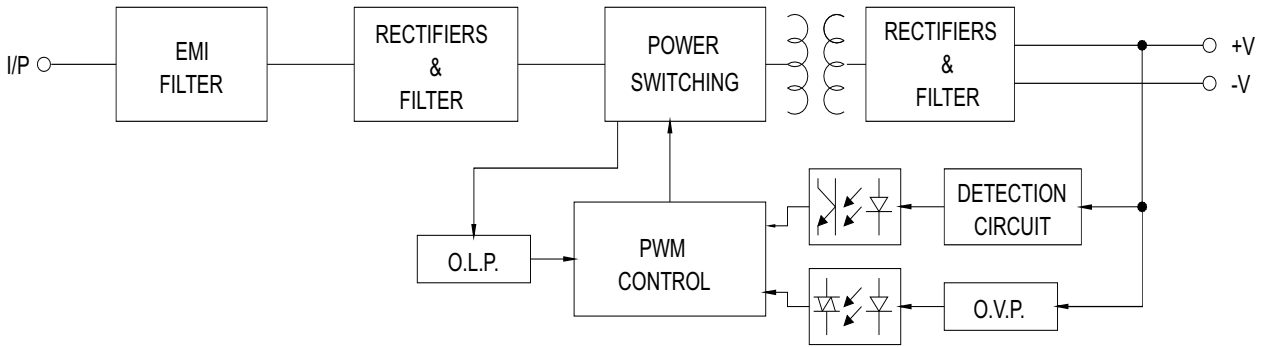 I/P
EMI
FILTER
RECTIFIERS
&
FILTER
POWER
SWITCHING
RECTIFIERS
&
FILTER
+V
-V
DETECTION
CIRCUIT
O.L.P.
PWM
CONTROL
O.V.P.